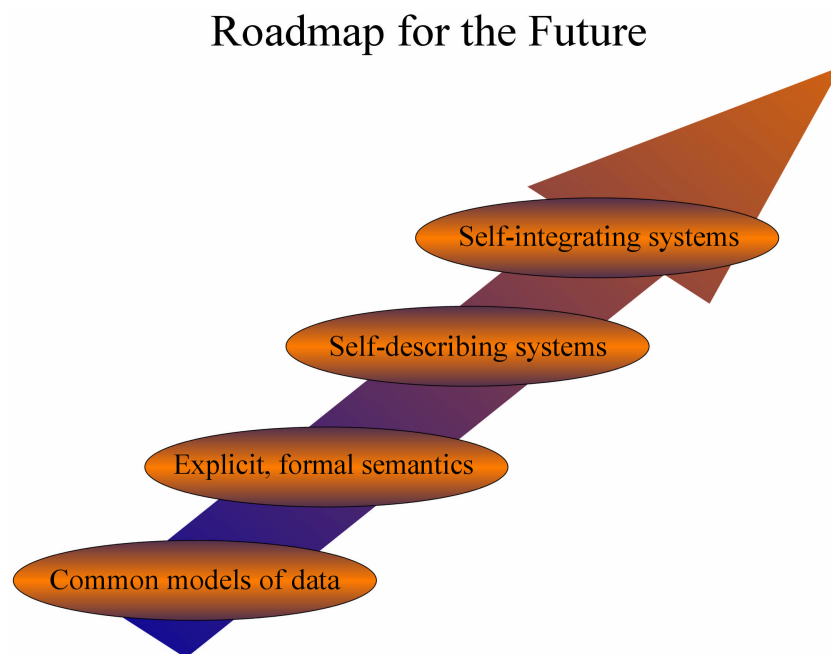 Roadmap for the Future
Self-integrating systems
Self-describing systems
Explicit, formal semantics
Common models of data